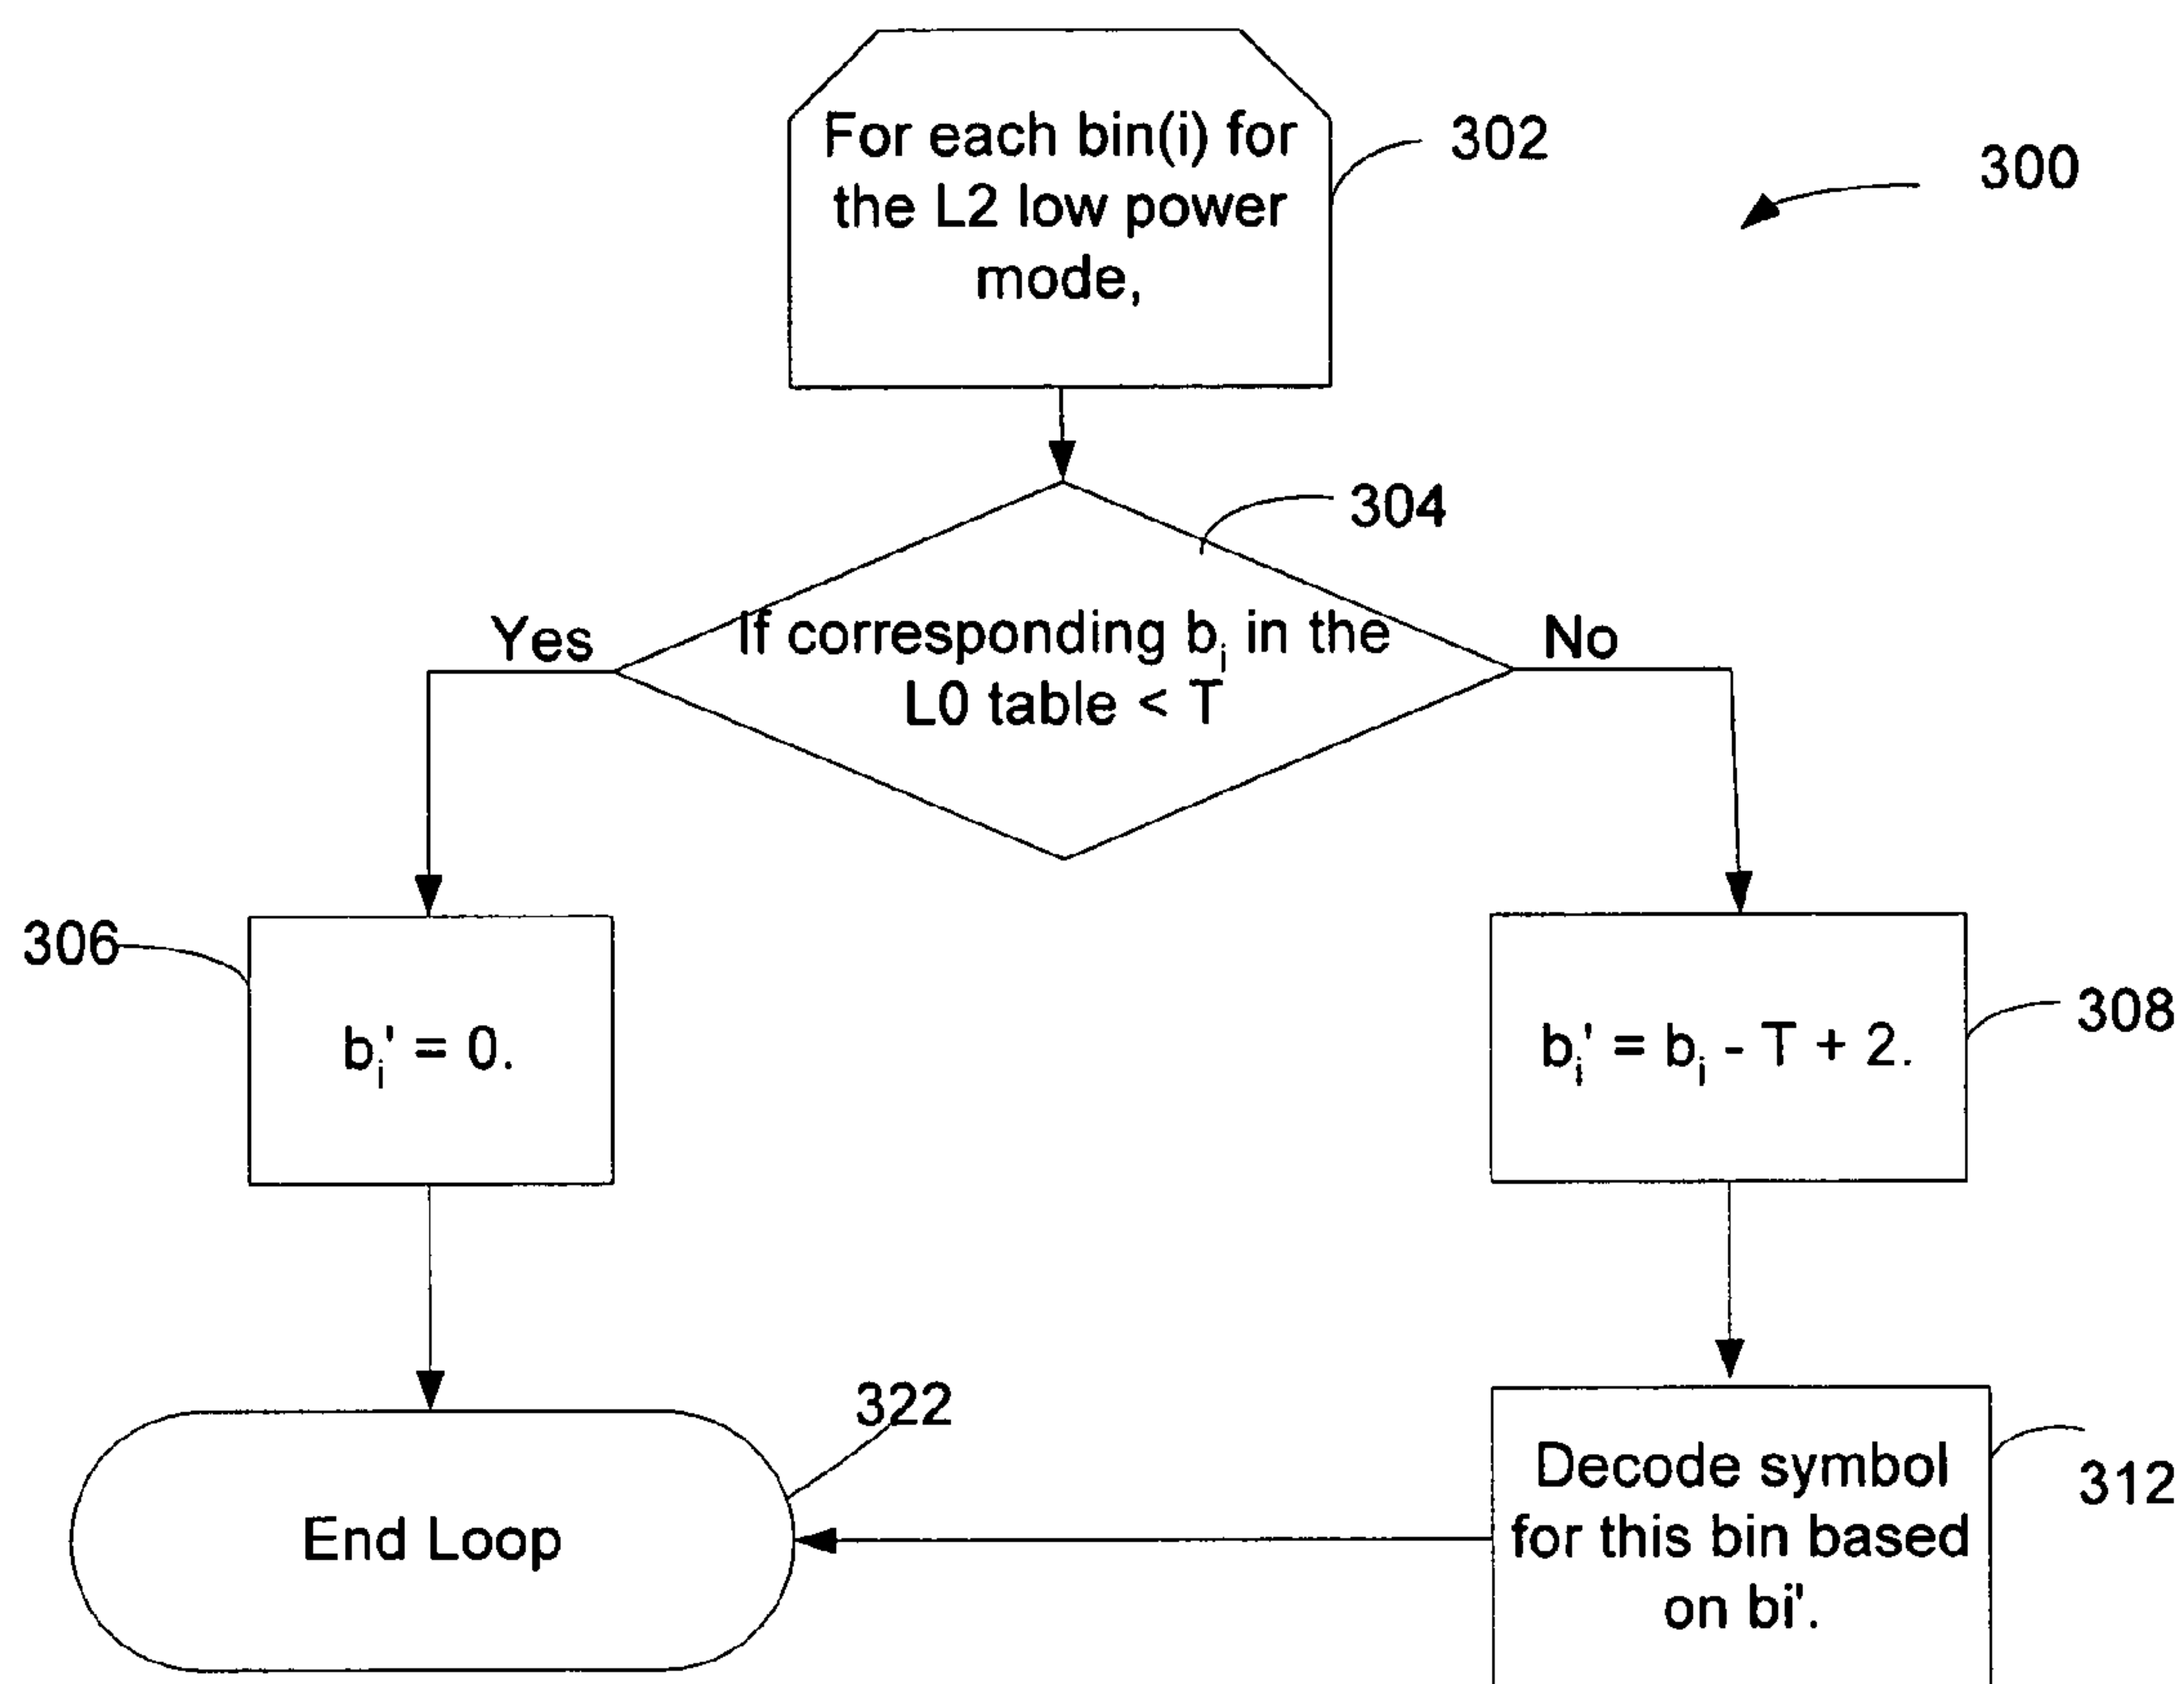 For each bin(i) for
the L2 low power
mode,
302
300
304
If corresponding bi in the
L0 table < T
Yes
No
306
bi' = 0.
308
bi' = bi - T + 2.
322
End Loop
312
Decode symbol
for this bin based
on bi'.